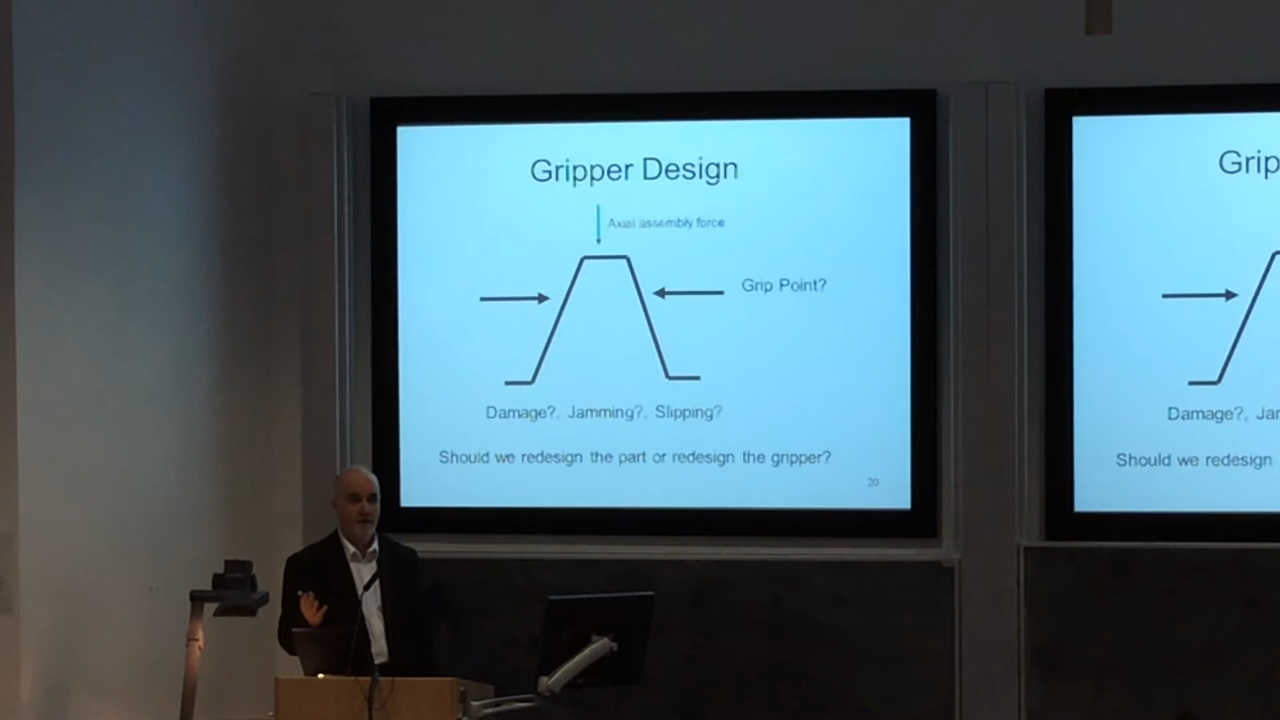 Gripper Design
Axial assembly force
Grip Point?
Damage?, Jamming?, Slipping?
Should we redesign the part or redesign the gripper?
20
Grip
Damage?, Jar
Should we redesign